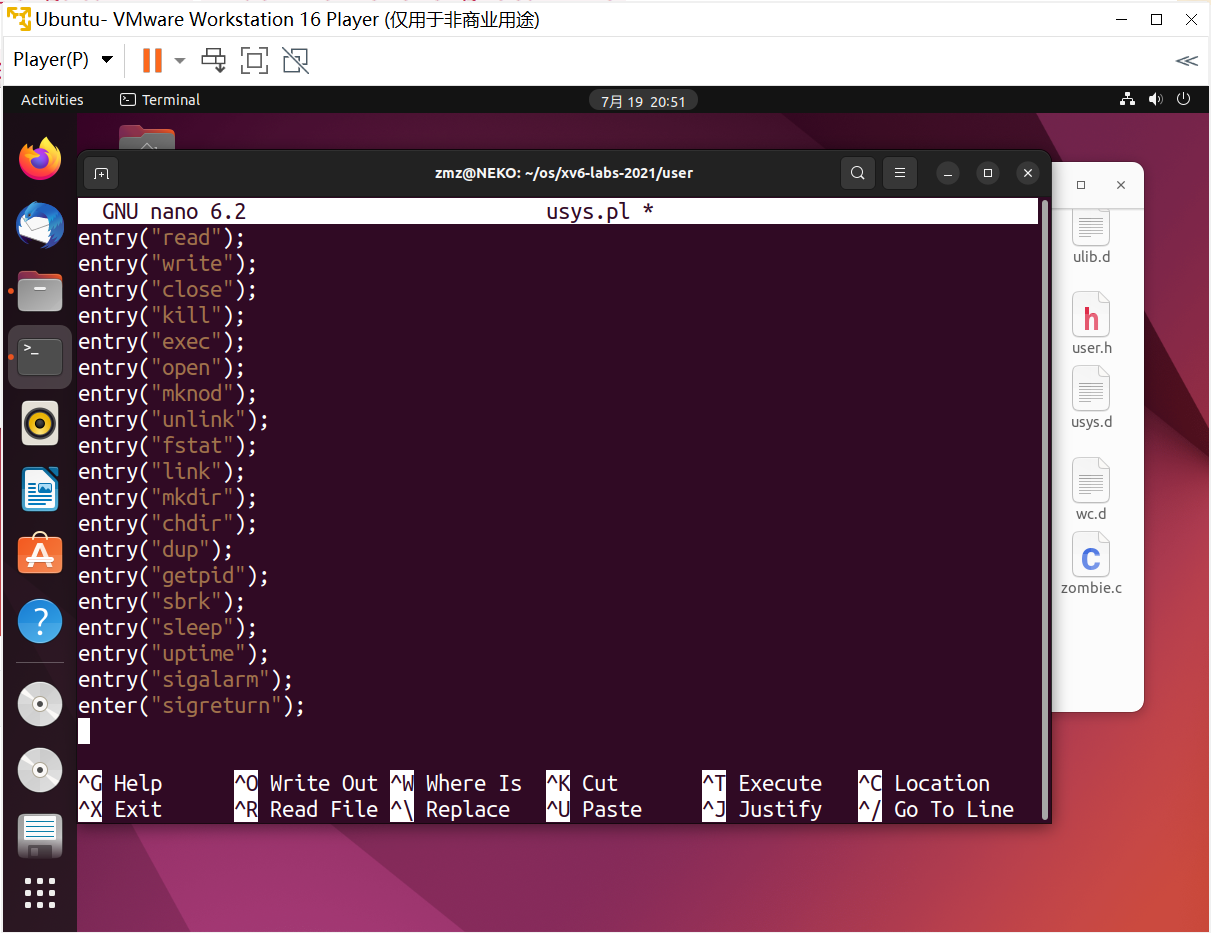 Ubuntu- VMware Workstation 16 Player (仅用于非商业用途)
Player(P)
Activities
Terminal
7月 19 20:51
zmz@NEKO: ~/os/xv6-labs-2021/user
GNU nano 6.2 usys.pl *
entry("read");
entry("write");
entry("close");
entry("kill");
entry("exec");
entry("open");
entry("mknod");
entry("unlink");
entry("fstat");
entry("link");
entry("mkdir");
entry("chdir");
entry("dup");
entry("getpid");
entry("sbrk");
entry("sleep");
entry("uptime");
entry("sigalarm");
enter("sigreturn");
^G Help ^O Write Out ^W Where Is ^K Cut ^T Execute ^C Location
^X Exit ^R Read File ^\ Replace ^U Paste ^J Justify ^/ Go To Line
ulib.d
h
user.h
usys.d
wc.d
c
zombie.c